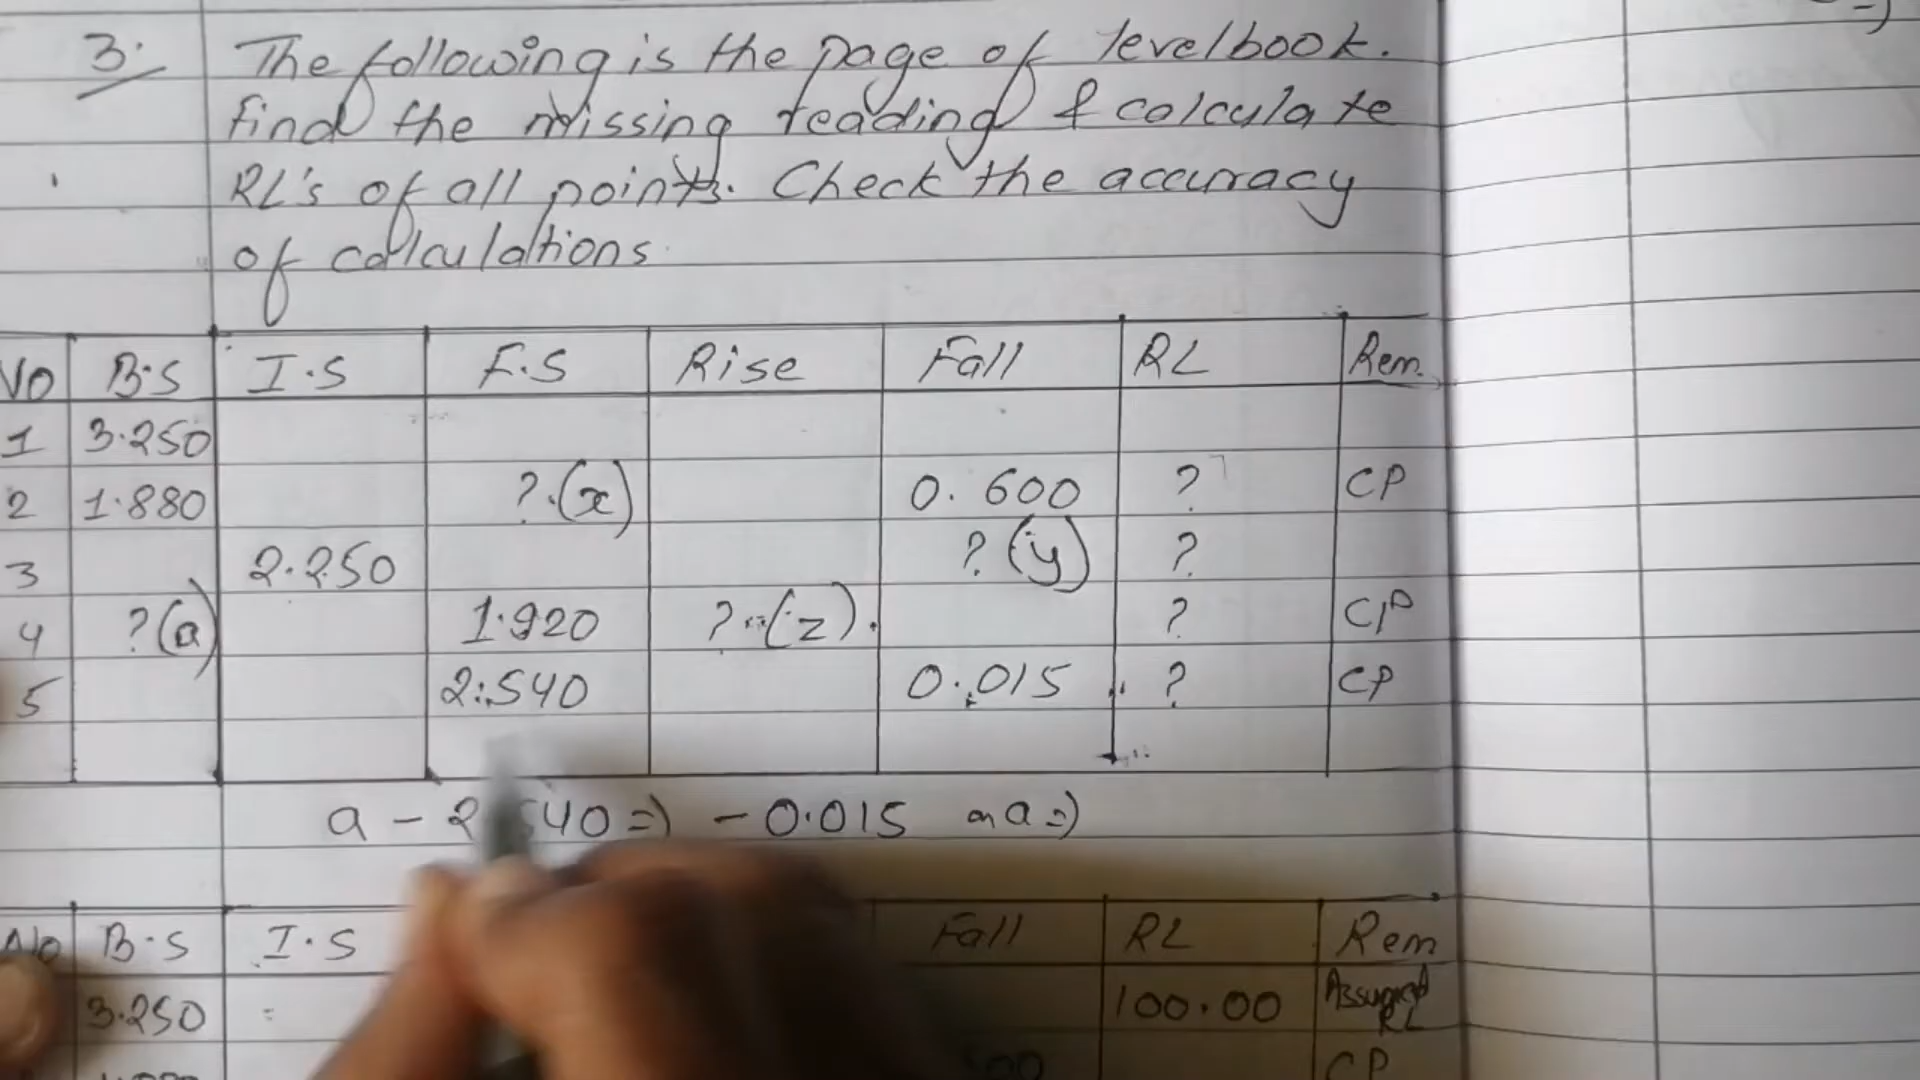 3. The following is the page of levelbook.
find the missing reading & calculate
RL's of all points. Check the accuracy
of calculations.
No B.S I.S F.S Rise Fall RL Rem.
1 3.250
2 1.880 ?(x) 0.600 ? CP
3 2.250 ?(y) ?
4 ?(a) 1.920 ?(z) ? CP
5 2.540 0.015 ? CP
a - 2.540 => -0.015 a =>
No B.S I.S Fall RL Rem
3.250 100.00 Assumed RL
CP